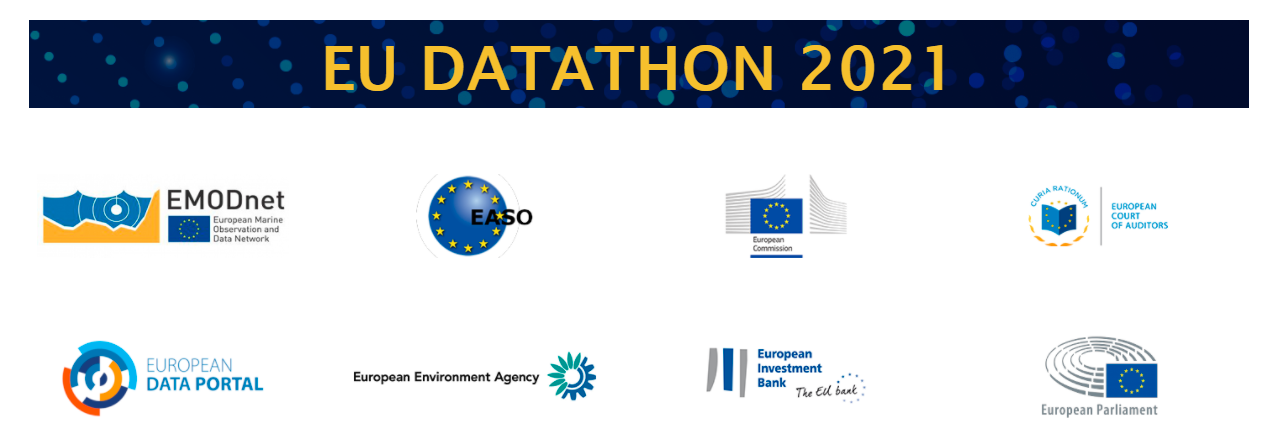 EU DATATHON 2021
EMODnet
European Marine
Observation and
Data Network
EASO
European
Commission
CURIA RATIONUM
EUROPEAN
COURT
OF AUDITORS
EUROPEAN
DATA PORTAL
European Environment Agency
European
Investment
Bank
The EU bank
European Parliament